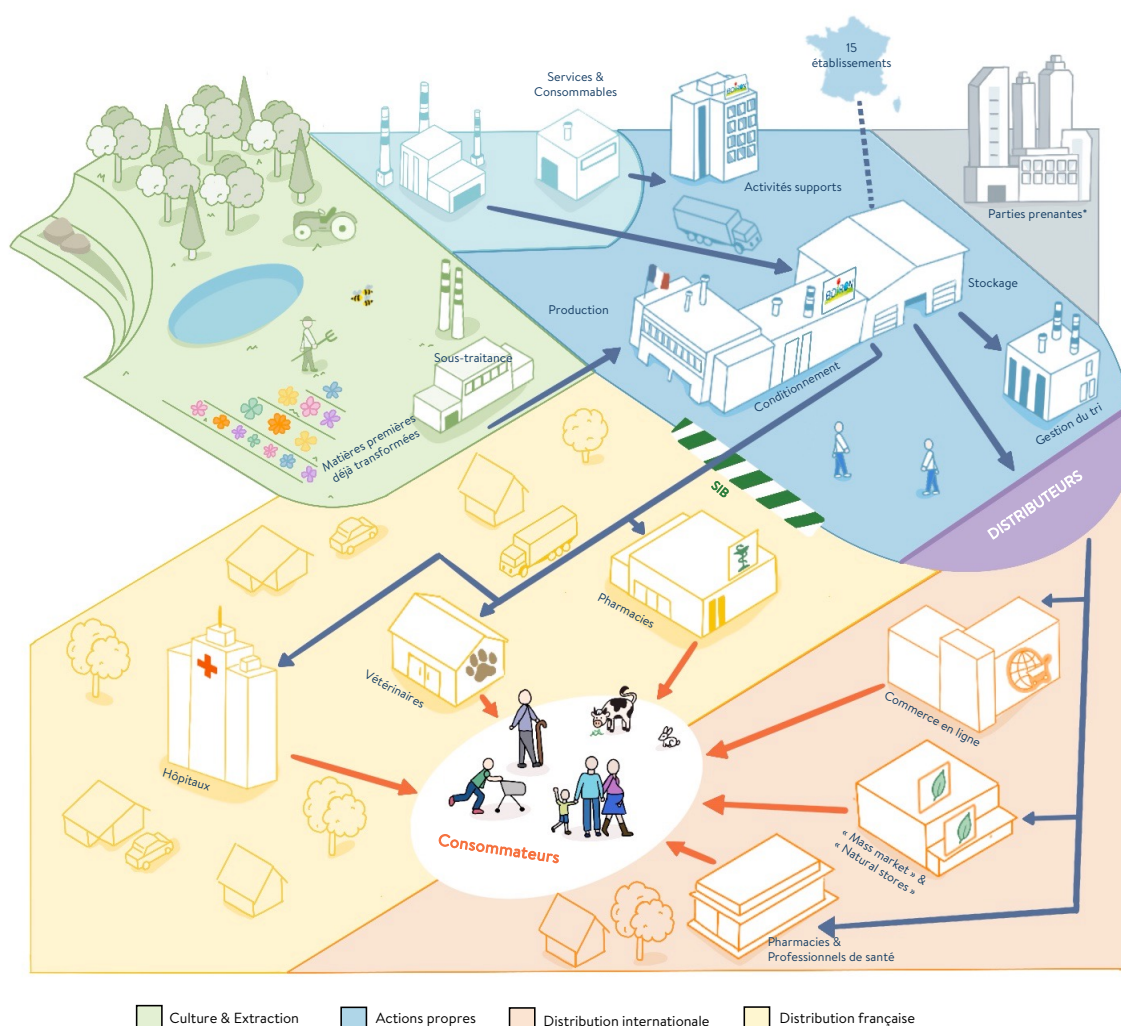 15
établissements
Services &
Consommables
BOIRON
Activités supports
Parties prenantes*
Stockage
BOIRON
Production
Sous-traitance
Conditionnement
Gestion du tri
Matières premières
déjà transformées
SIB
DISTRIBUTEURS
Pharmacies
Vétérinaires
Commerce en ligne
Hôpitaux
Consommateurs
« Mass market » &
« Natural stores »
Pharmacies &
Professionnels de santé
Culture & Extraction
Actions propres
Distribution internationale
Distribution française